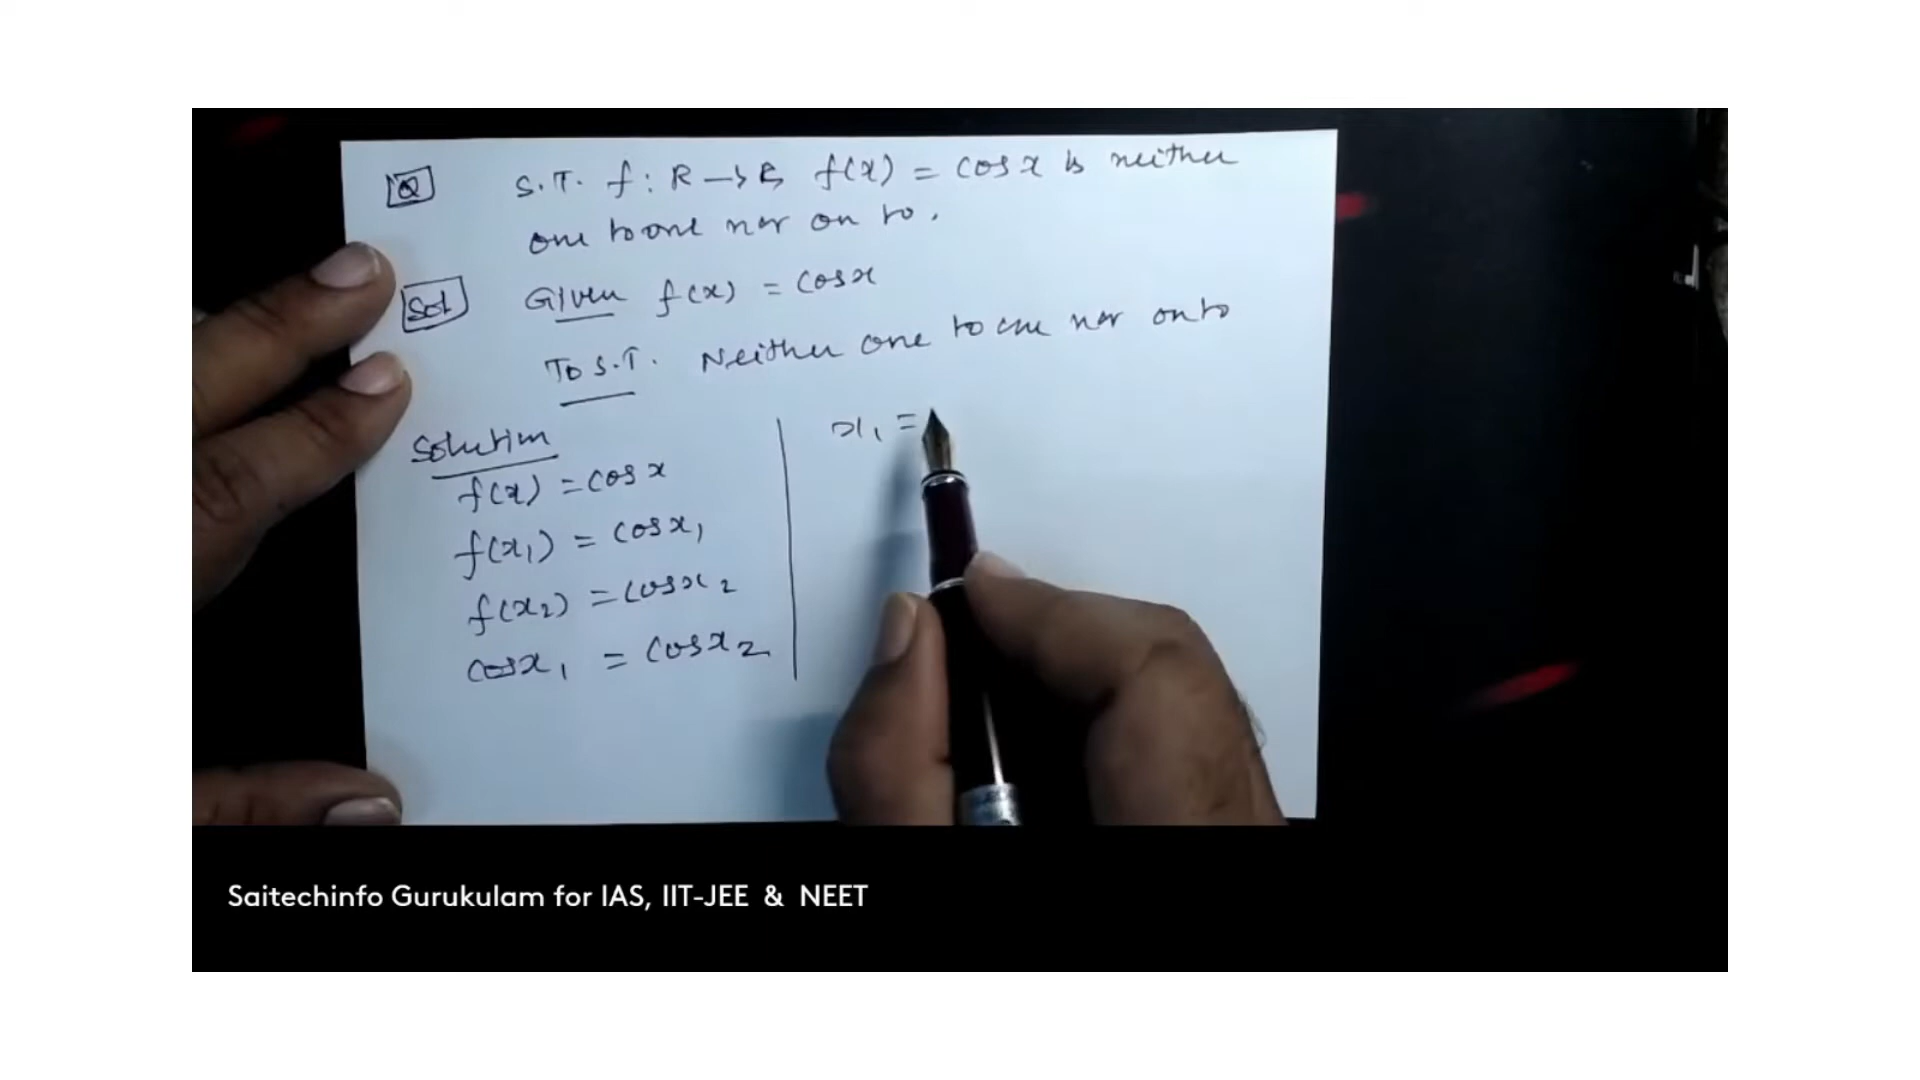 Q S.T. f : R → R, f(x) = cos x is neither
one to one nor on to.
Sol Given f(x) = cos x
To S.T. Neither one to one nor onto
Solution
f(x) = cos x
f(x₁) = cos x₁
f(x₂) = cos x₂
cos x₁ = cos x₂
x₁ =
Saitechinfo Gurukulam for IAS, IIT-JEE & NEET